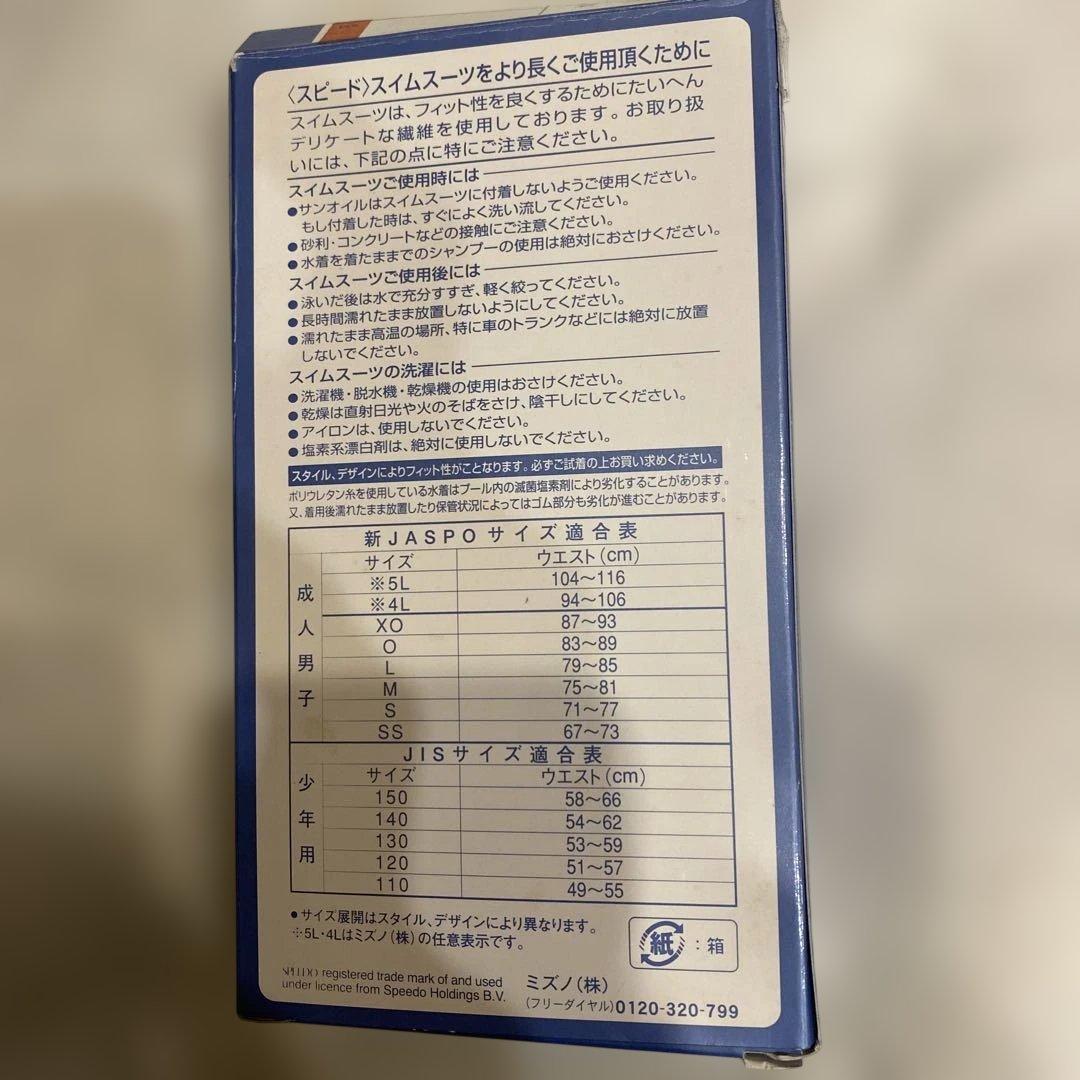 〈スピード〉スイムスーツをより長くご使用頂くために
スイムスーツは、フィット性を良くするためにたいへん
デリケートな繊維を使用しております。お取り扱
いには、下記の点に特にご注意ください。
スイムスーツご使用時には
●サンオイルはスイムスーツに付着しないようご使用ください。
もし付着した時は、すぐによく洗い流してください。
●砂利・コンクリートなどの接触にご注意ください。
●水着を着たままでのシャンプーの使用は絶対におさけください。
スイムスーツご使用後には
●泳いだ後は水で充分すすぎ、軽く絞ってください。
●長時間濡れたまま放置しないようにしてください。
●濡れたまま高温の場所、特に車のトランクなどには絶対に放置
しないでください。
スイムスーツの洗濯には
●洗濯機・脱水機・乾燥機の使用はおさけください。
●乾燥は直射日光や火のそばをさけ、陰干しにしてください。
●アイロンは、使用しないでください。
●塩素系漂白剤は、絶対に使用しないでください。
スタイル、デザインによりフィット性がことなります。必ずご試着の上お買い求めください。
ポリウレタン糸を使用している水着はプール内の滅菌塩素剤により劣化することがあります。
又、着用後濡れたまま放置したり保管状況によってはゴム部分も劣化が進むことがあります。
新JASPOサイズ適合表
成人男子
サイズ ウエスト(cm)
※5L 104〜116
※4L 94〜106
XO 87〜93
O 83〜89
L 79〜85
M 75〜81
S 71〜77
SS 67〜73
JISサイズ適合表
少年用
サイズ ウエスト(cm)
150 58〜66
140 54〜62
130 53〜59
120 51〜57
110 49〜55
●サイズ展開はスタイル、デザインにより異なります。
※5L・4Lはミズノ(株)の任意表示です。
紙:箱
SPEEDO registered trade mark of and used
under licence from Speedo Holdings B.V.
ミズノ(株)
(フリーダイヤル)0120-320-799